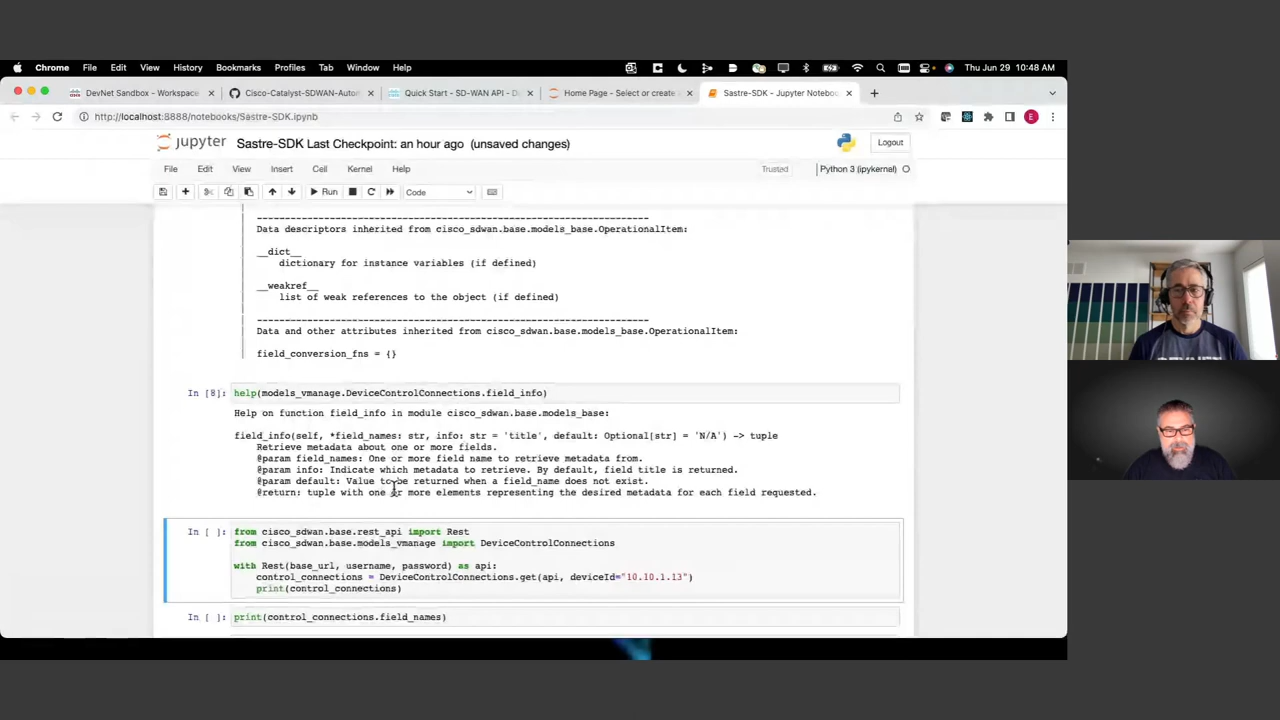 Chrome File Edit View History Bookmarks Profiles Tab Window Help Thu Jun 29 10:48 AM
DevNet Sandbox - Workspace Cisco-Catalyst-SDWAN-Autom Quick Start - SD-WAN API - D Home Page - Select or create Sastre-SDK - Jupyter Notebo
http://localhost:8888/notebooks/Sastre-SDK.ipynb
E
jupyter Sastre-SDK Last Checkpoint: an hour ago (unsaved changes) Logout
File Edit View Insert Cell Kernel Help Trusted Python 3 (ipykernel)
Run Code
----------------------------------------------------------------------
Data descriptors inherited from cisco_sdwan.base.models_base.OperationalItem:
__dict__
dictionary for instance variables (if defined)
__weakref__
list of weak references to the object (if defined)
----------------------------------------------------------------------
Data and other attributes inherited from cisco_sdwan.base.models_base.OperationalItem:
field_conversion_fns = {}
In [8]: help(models_vmanage.DeviceControlConnections.field_info)
Help on function field_info in module cisco_sdwan.base.models_base:
field_info(self, *field_names: str, info: str = 'title', default: Optional[str] = 'N/A') -> tuple
Retrieve metadata about one or more fields.
@param field_names: One or more field name to retrieve metadata from.
@param info: Indicate which metadata to retrieve. By default, field title is returned.
@param default: Value to be returned when a field_name does not exist.
@return: tuple with one or more elements representing the desired metadata for each field requested.
In [ ]: from cisco_sdwan.base.rest_api import Rest
from cisco_sdwan.base.models_vmanage import DeviceControlConnections
with Rest(base_url, username, password) as api:
control_connections = DeviceControlConnections.get(api, deviceId="10.10.1.13")
print(control_connections)
In [ ]: print(control_connections.field_names)